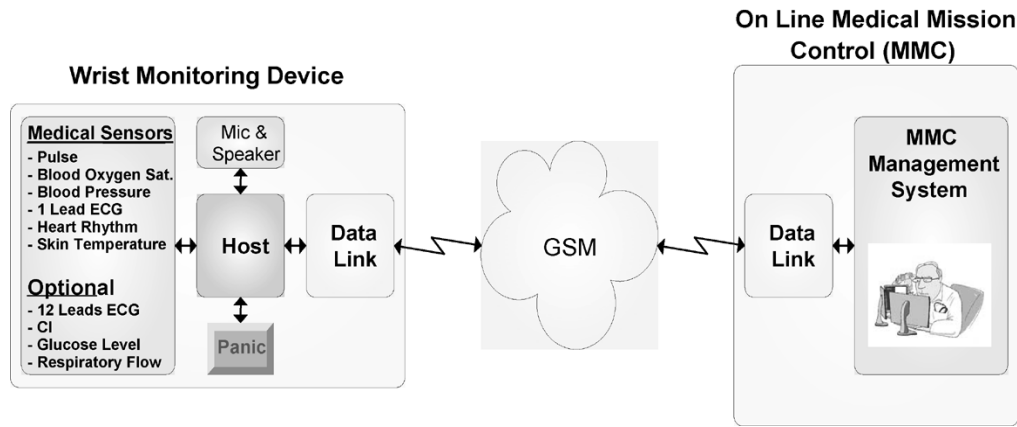 Wrist Monitoring Device
Medical Sensors
- Pulse
- Blood Oxygen Sat.
- Blood Pressure
- 1 Lead ECG
- Heart Rhythm
- Skin Temperature
Optional
- 12 Leads ECG
- CI
- Glucose Level
- Respiratory Flow
Mic &
Speaker
Host
Panic
Data
Link
GSM
On Line Medical Mission
Control (MMC)
Data
Link
MMC
Management
System